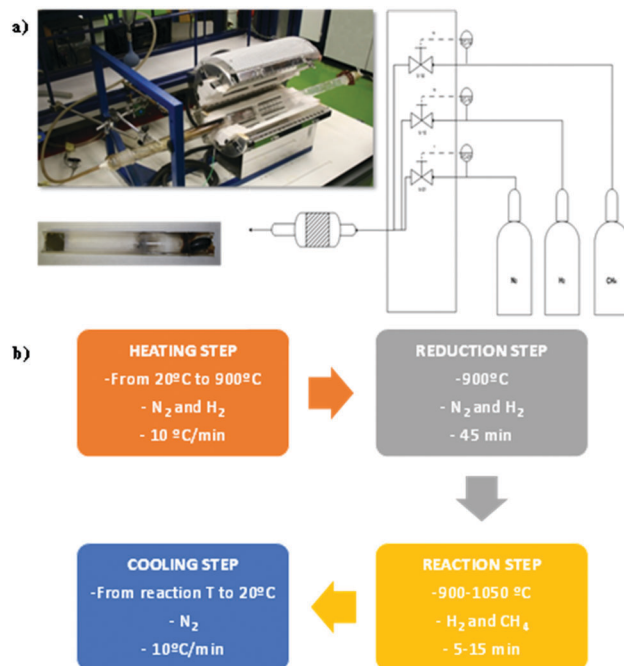 a)
N₂
H₂
CH₄
b)
HEATING STEP
-From 20ºC to 900ºC
- N₂ and H₂
- 10 ºC/min
REDUCTION STEP
-900ºC
- N₂ and H₂
- 45 min
COOLING STEP
-From reaction T to 20ºC
- N₂
- 10ºC/min
REACTION STEP
-900-1050 ºC
- H₂ and CH₄
- 5-15 min